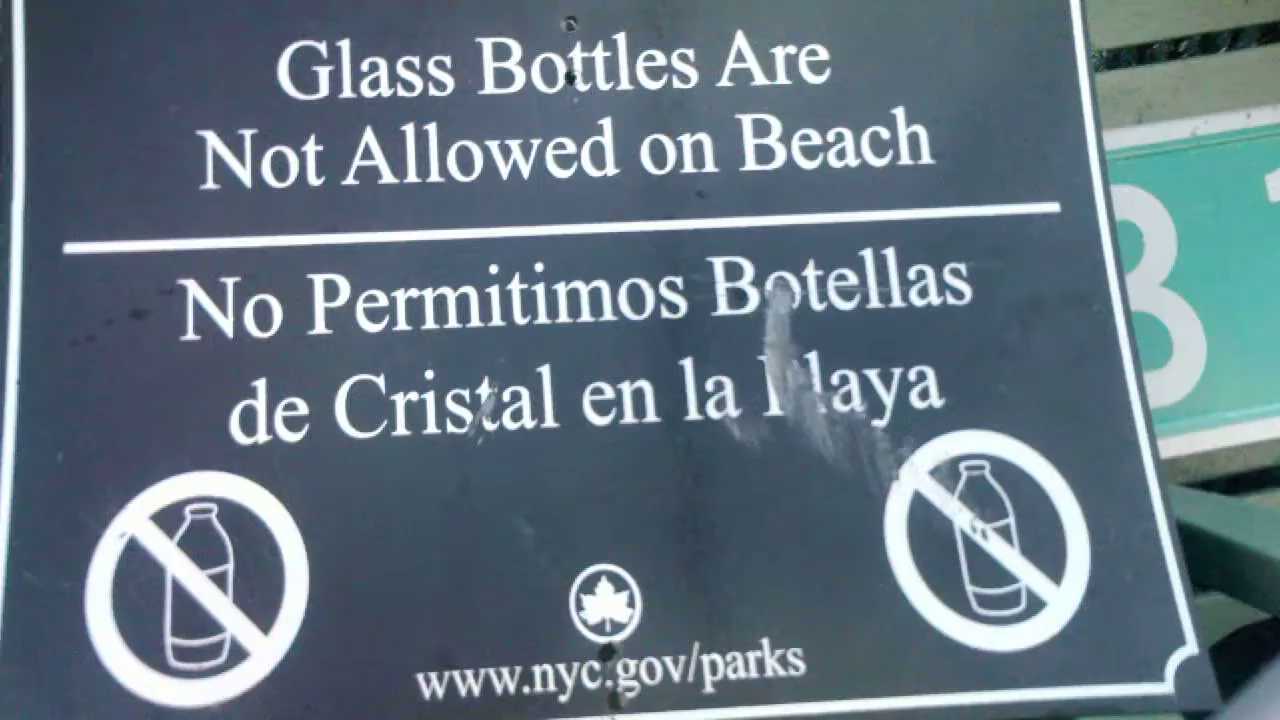 Glass Bottles Are
Not Allowed on Beach
No Permitimos Botellas
de Cristal en la Playa
www.nyc.gov/parks
3